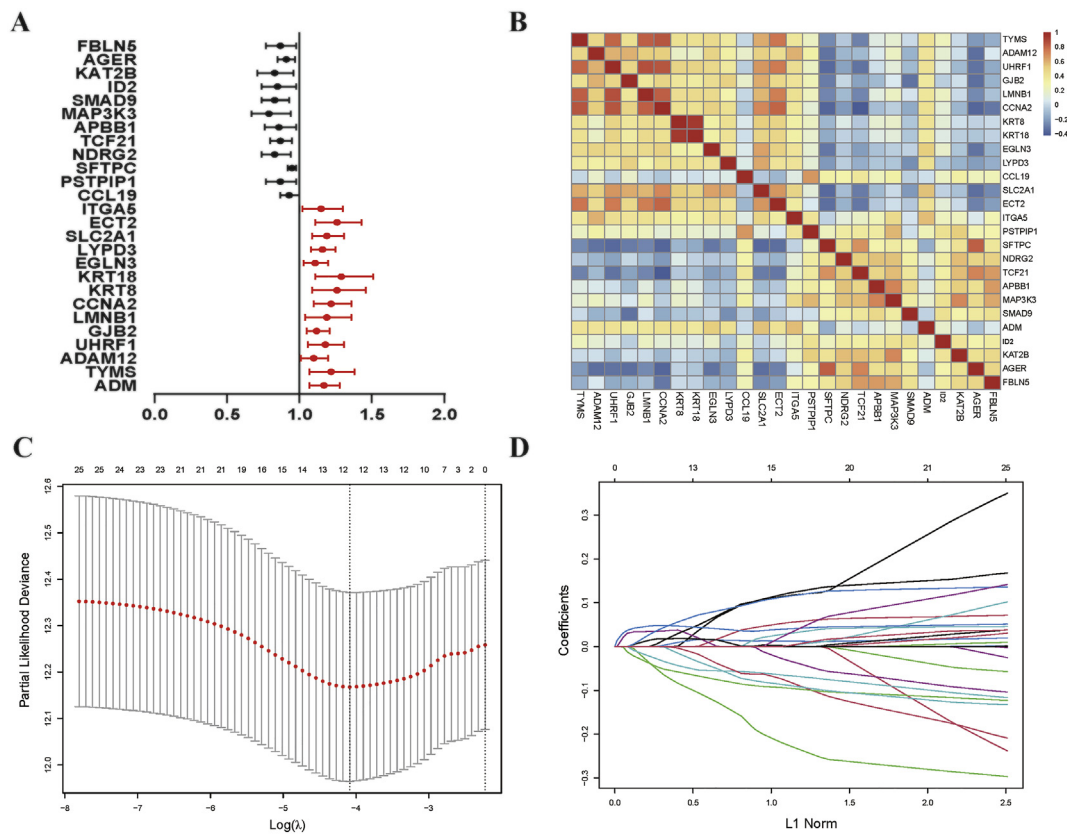 A
FBLN5
AGER
KAT2B
ID2
SMAD9
MAP3K3
APBB1
TCF21
NDRG2
SFTPC
PSTPIP1
CCL19
ITGA5
ECT2
SLC2A1
LYPD3
EGLN3
KRT18
KRT8
CCNA2
LMNB1
GJB2
UHRF1
ADAM12
TYMS
ADM
0.0 0.5 1.0 1.5 2.0
B
TYMS
ADAM12
UHRF1
GJB2
LMNB1
CCNA2
KRT8
KRT18
EGLN3
LYPD3
CCL19
SLC2A1
ECT2
ITGA5
PSTPIP1
SFTPC
NDRG2
TCF21
APBB1
MAP3K3
SMAD9
ADM
ID2
KAT2B
AGER
FBLN5
1
0.8
0.6
0.4
0.2
0
−0.2
−0.4
TYMS ADAM12 UHRF1 GJB2 LMNB1 CCNA2 KRT8 KRT18 EGLN3 LYPD3 CCL19 SLC2A1 ECT2 ITGA5 PSTPIP1 SFTPC NDRG2 TCF21 APBB1 MAP3K3 SMAD9 ADM ID2 KAT2B AGER FBLN5
C
25 25 24 23 23 21 21 21 19 16 15 14 13 12 12 13 12 10 7 3 2 0
Partial Likelihood Deviance
12.6
12.5
12.4
12.3
12.2
12.1
12.0
-8 -7 -6 -5 -4 -3
Log(λ)
D
0 13 15 20 21 25
Coefficients
0.3
0.2
0.1
0.0
-0.1
-0.2
-0.3
0.0 0.5 1.0 1.5 2.0 2.5
L1 Norm